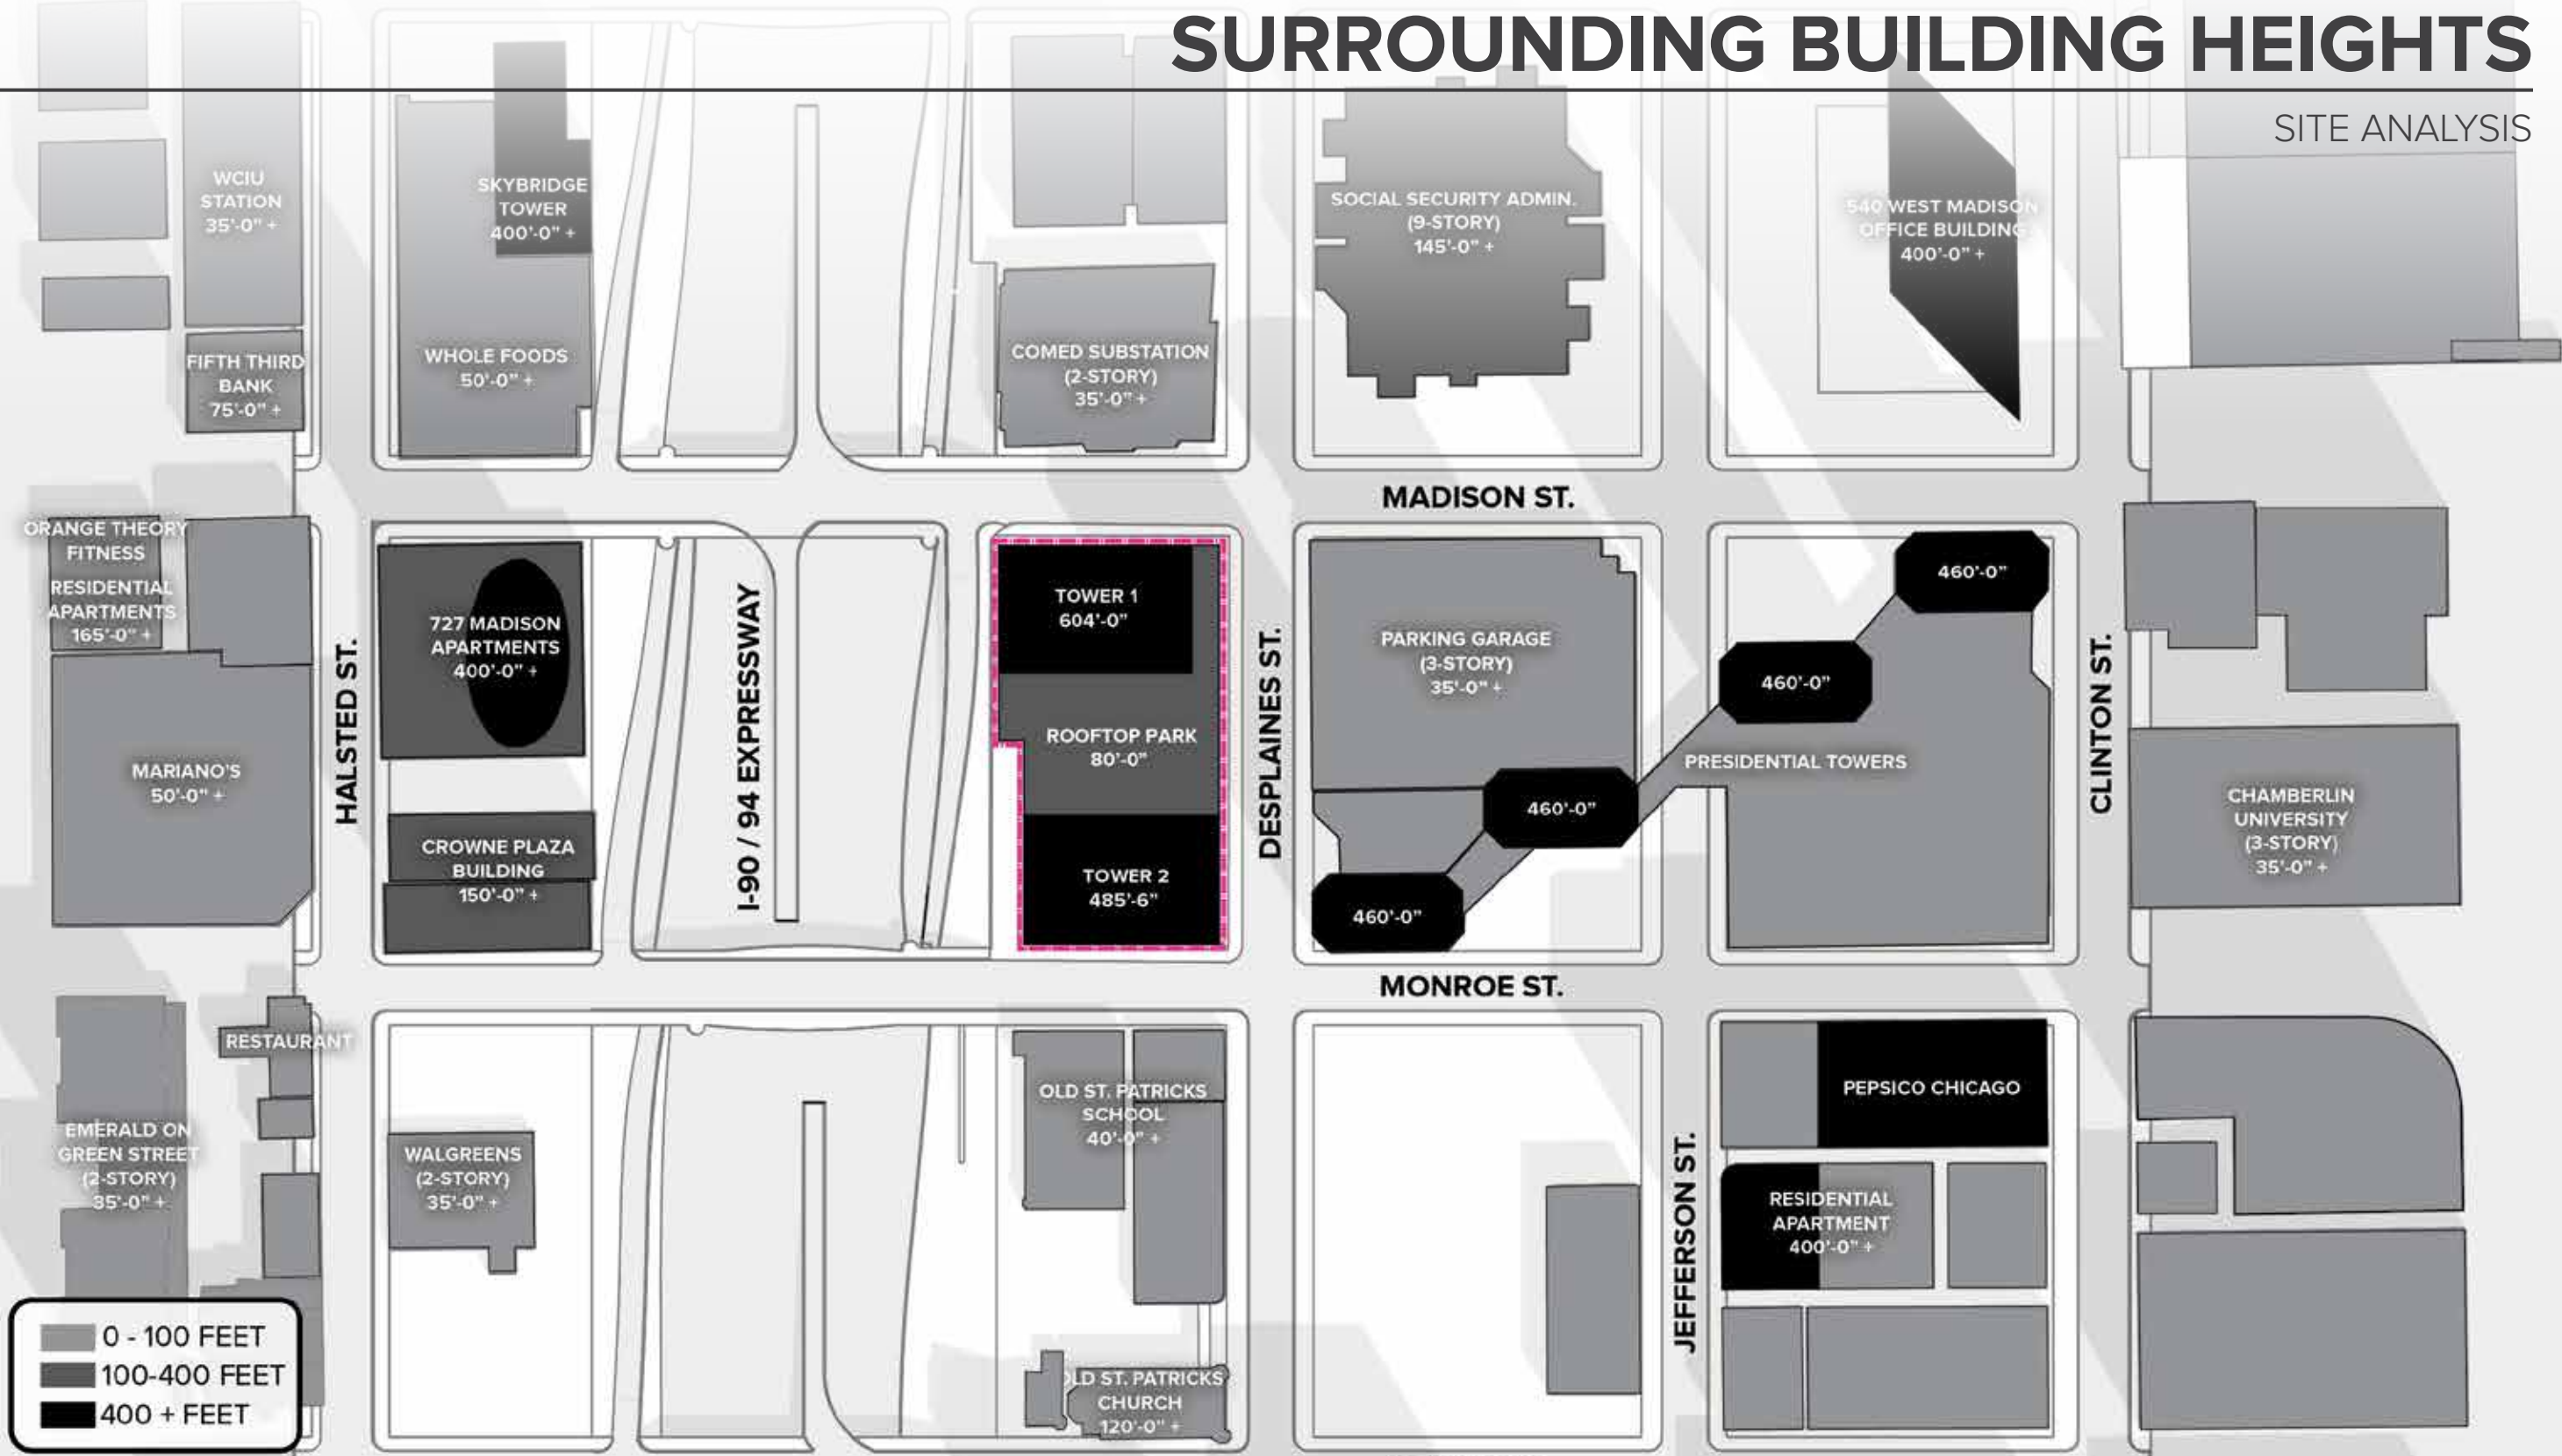 SURROUNDING BUILDING HEIGHTS
SITE ANALYSIS
WCIU
STATION
35'-0" +
SKYBRIDGE
TOWER
400'-0" +
SOCIAL SECURITY ADMIN.
(9-STORY)
145'-0" +
540 WEST MADISON
OFFICE BUILDING
400'-0" +
FIFTH THIRD
BANK
75'-0" +
WHOLE FOODS
50'-0" +
COMED SUBSTATION
(2-STORY)
35'-0" +
MADISON ST.
ORANGE THEORY
FITNESS
RESIDENTIAL
APARTMENTS
165'-0" +
MARIANO'S
50'-0" +
HALSTED ST.
727 MADISON
APARTMENTS
400'-0" +
CROWNE PLAZA
BUILDING
150'-0" +
I-90 / 94 EXPRESSWAY
TOWER 1
604'-0"
ROOFTOP PARK
80'-0"
TOWER 2
485'-6"
DESPLAINES ST.
PARKING GARAGE
(3-STORY)
35'-0" +
460'-0"
460'-0"
460'-0"
460'-0"
PRESIDENTIAL TOWERS
CLINTON ST.
CHAMBERLIN
UNIVERSITY
(3-STORY)
35'-0" +
MONROE ST.
RESTAURANT
EMERALD ON
GREEN STREET
(2-STORY)
35'-0" +
WALGREENS
(2-STORY)
35'-0" +
OLD ST. PATRICKS
SCHOOL
40'-0" +
OLD ST. PATRICKS
CHURCH
120'-0" +
JEFFERSON ST.
PEPSICO CHICAGO
RESIDENTIAL
APARTMENT
400'-0" +
0 - 100 FEET
100-400 FEET
400 + FEET